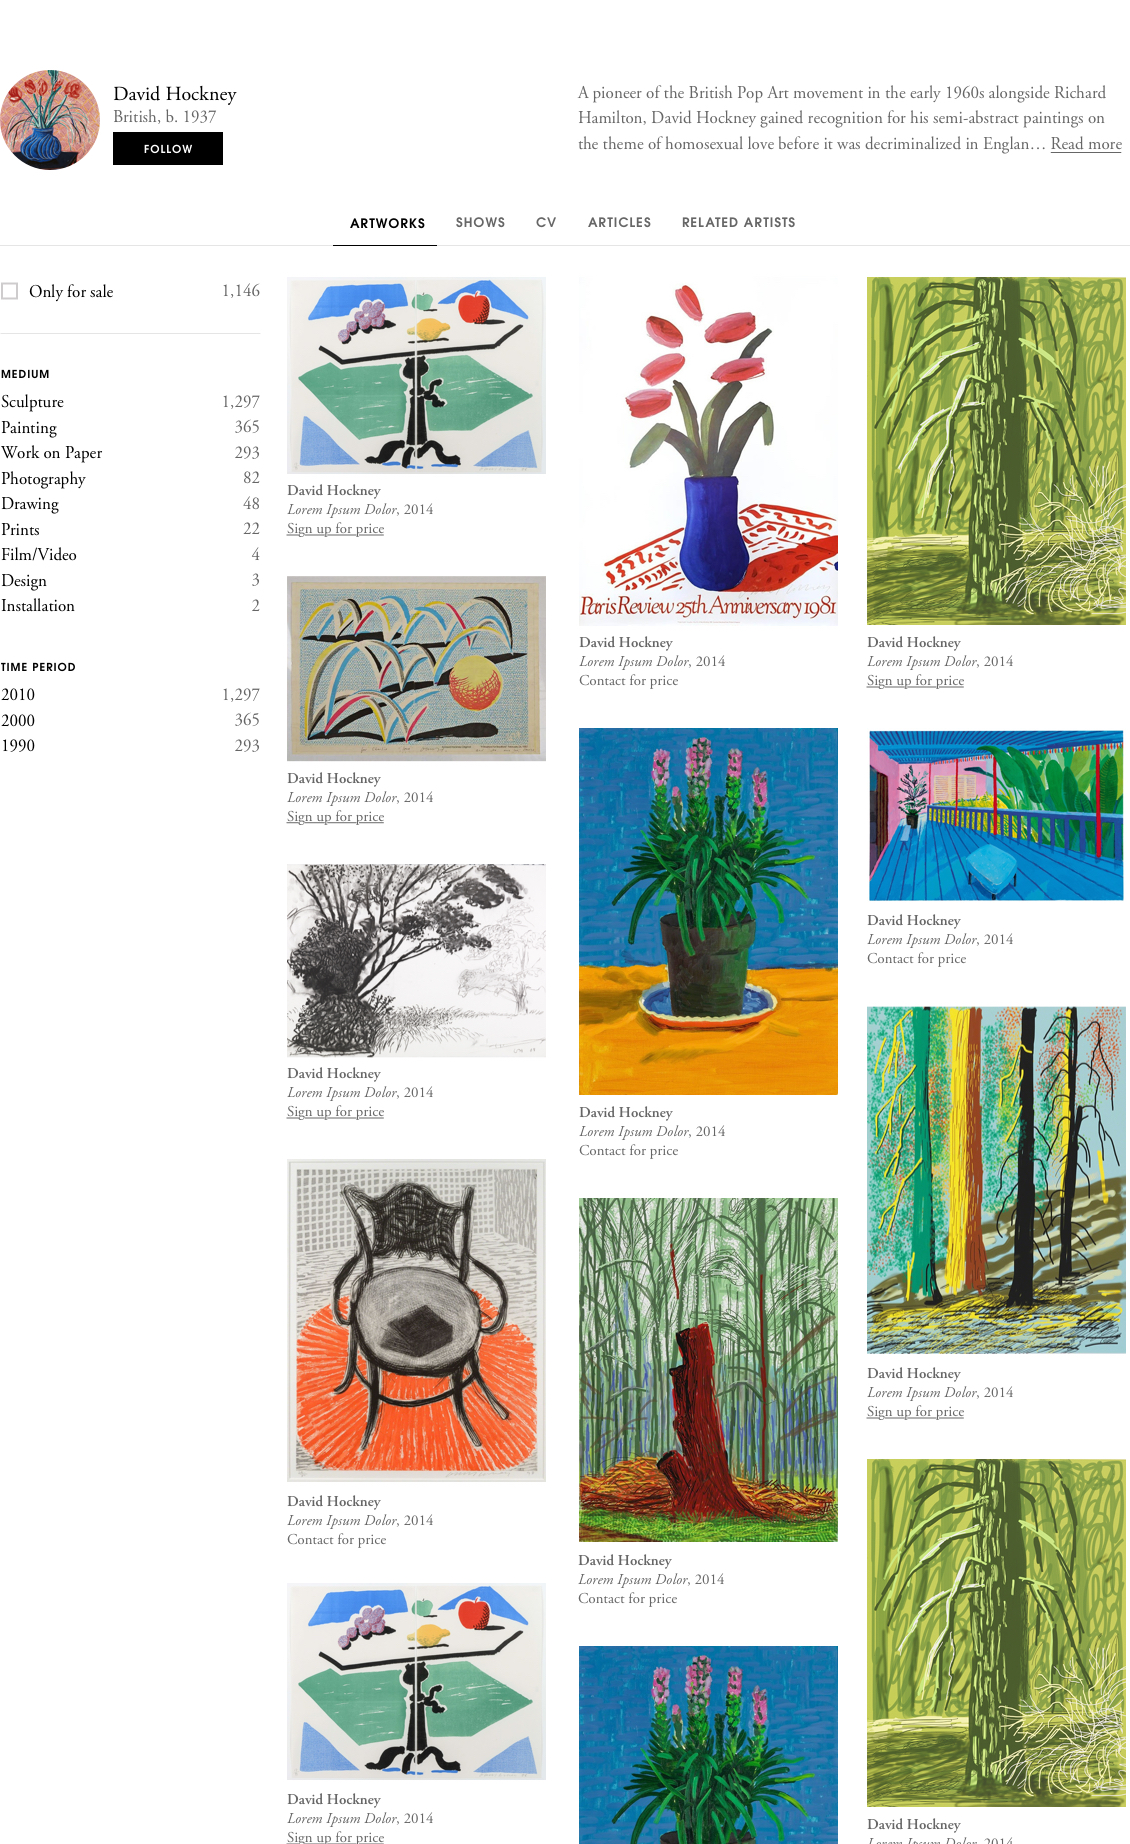 David Hockney
British, b. 1937
FOLLOW
A pioneer of the British Pop Art movement in the early 1960s alongside Richard
Hamilton, David Hockney gained recognition for his semi-abstract paintings on
the theme of homosexual love before it was decriminalized in Englan… Read more
ARTWORKS SHOWS CV ARTICLES RELATED ARTISTS
Only for sale 1,146
MEDIUM
Sculpture 1,297
Painting 365
Work on Paper 293
Photography 82
Drawing 48
Prints 22
Film/Video 4
Design 3
Installation 2
TIME PERIOD
2010 1,297
2000 365
1990 293
David Hockney
Lorem Ipsum Dolor, 2014
Sign up for price
David Hockney
Lorem Ipsum Dolor, 2014
Sign up for price
David Hockney
Lorem Ipsum Dolor, 2014
Sign up for price
David Hockney
Lorem Ipsum Dolor, 2014
Contact for price
David Hockney
Lorem Ipsum Dolor, 2014
Sign up for price
Paris Review 25th Anniversary 1981
David Hockney
Lorem Ipsum Dolor, 2014
Contact for price
David Hockney
Lorem Ipsum Dolor, 2014
Contact for price
David Hockney
Lorem Ipsum Dolor, 2014
Contact for price
David Hockney
Lorem Ipsum Dolor, 2014
Sign up for price
David Hockney
Lorem Ipsum Dolor, 2014
Contact for price
David Hockney
Lorem Ipsum Dolor, 2014
Sign up for price
David Hockney
Lorem Ipsum Dolor, 2014